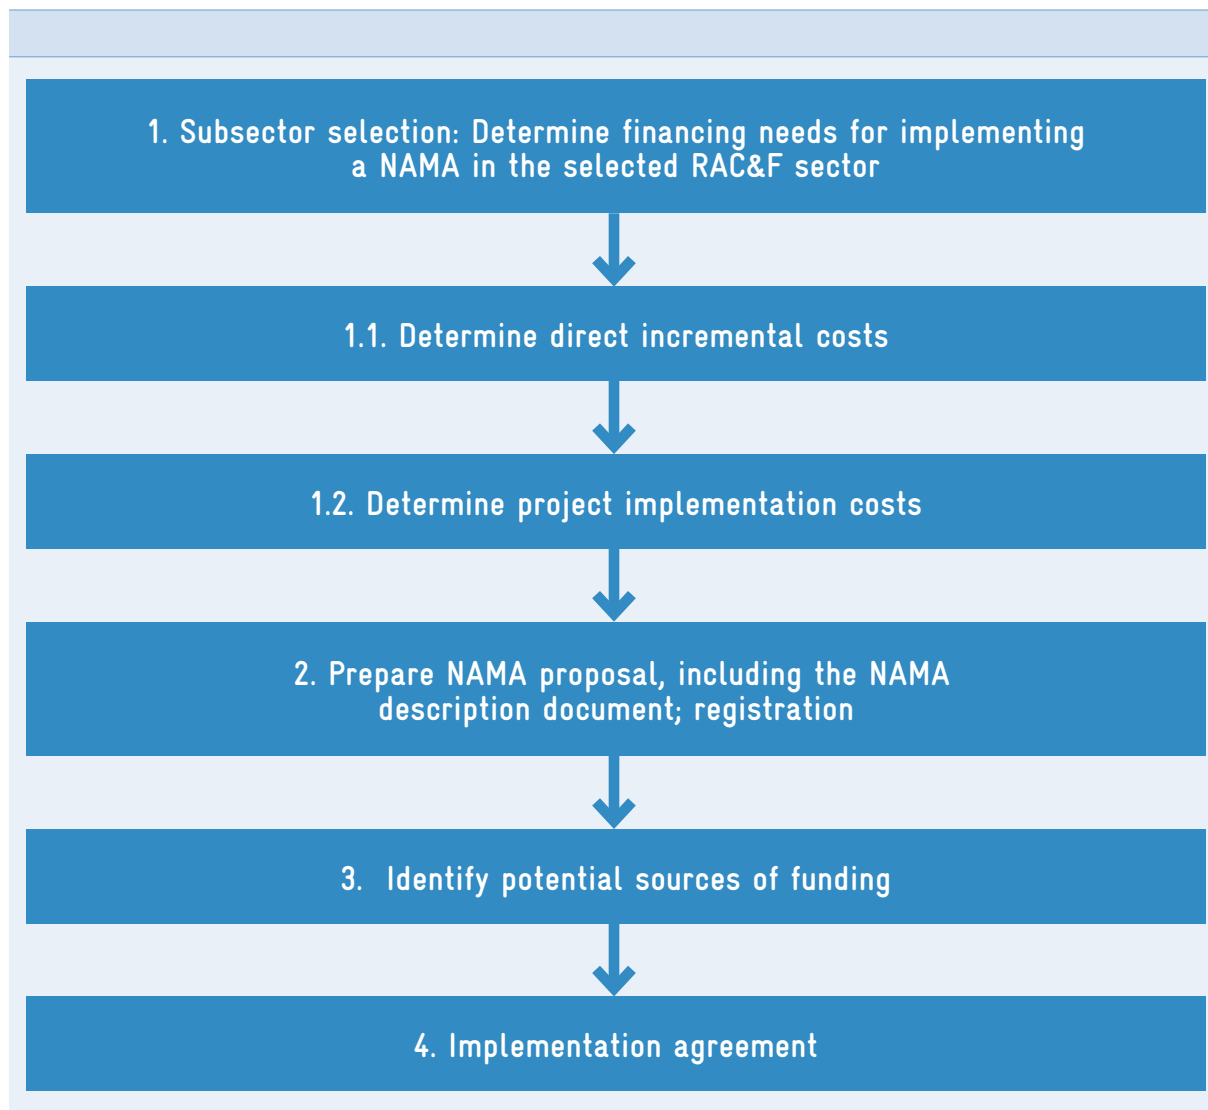 1. Subsector selection: Determine financing needs for implementing
a NAMA in the selected RAC&F sector
1.1. Determine direct incremental costs
1.2. Determine project implementation costs
2. Prepare NAMA proposal, including the NAMA
description document; registration
3. Identify potential sources of funding
4. Implementation agreement